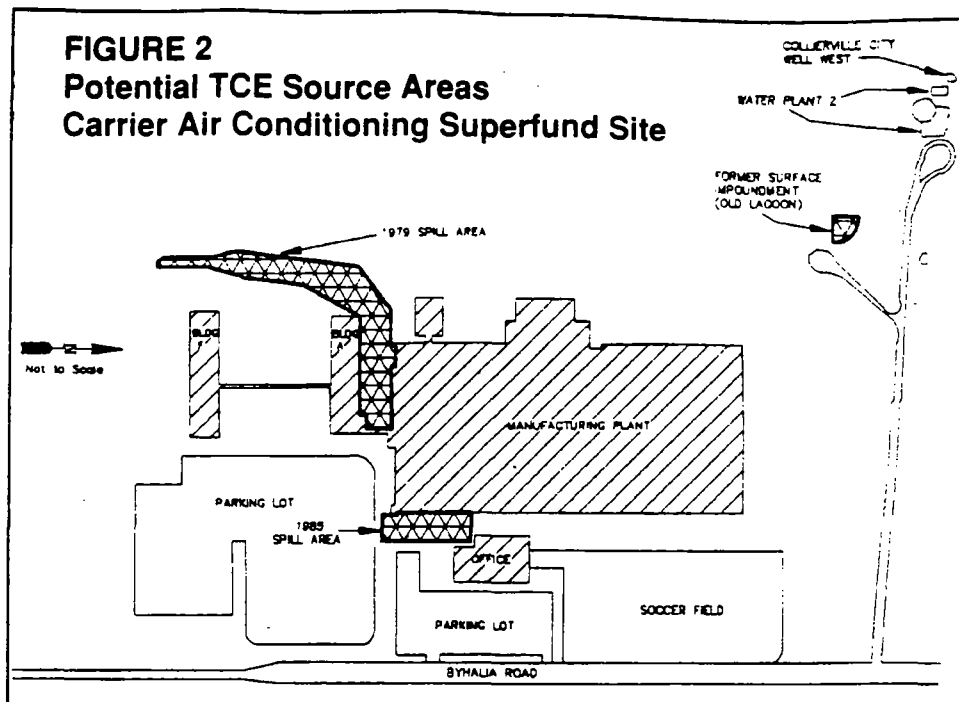 FIGURE 2
Potential TCE Source Areas
Carrier Air Conditioning Superfund Site
COLLIERVILLE CITY
WELL WEST
WATER PLANT 2
FORMER SURFACE
IMPOUNDMENT
(OLD LAGOON)
1979 SPILL AREA
BLDG
BLDG
A
Not to Scale
MANUFACTURING PLANT
PARKING LOT
1985
SPILL AREA
OFFICE
SOCCER FIELD
PARKING LOT
BYHALIA ROAD